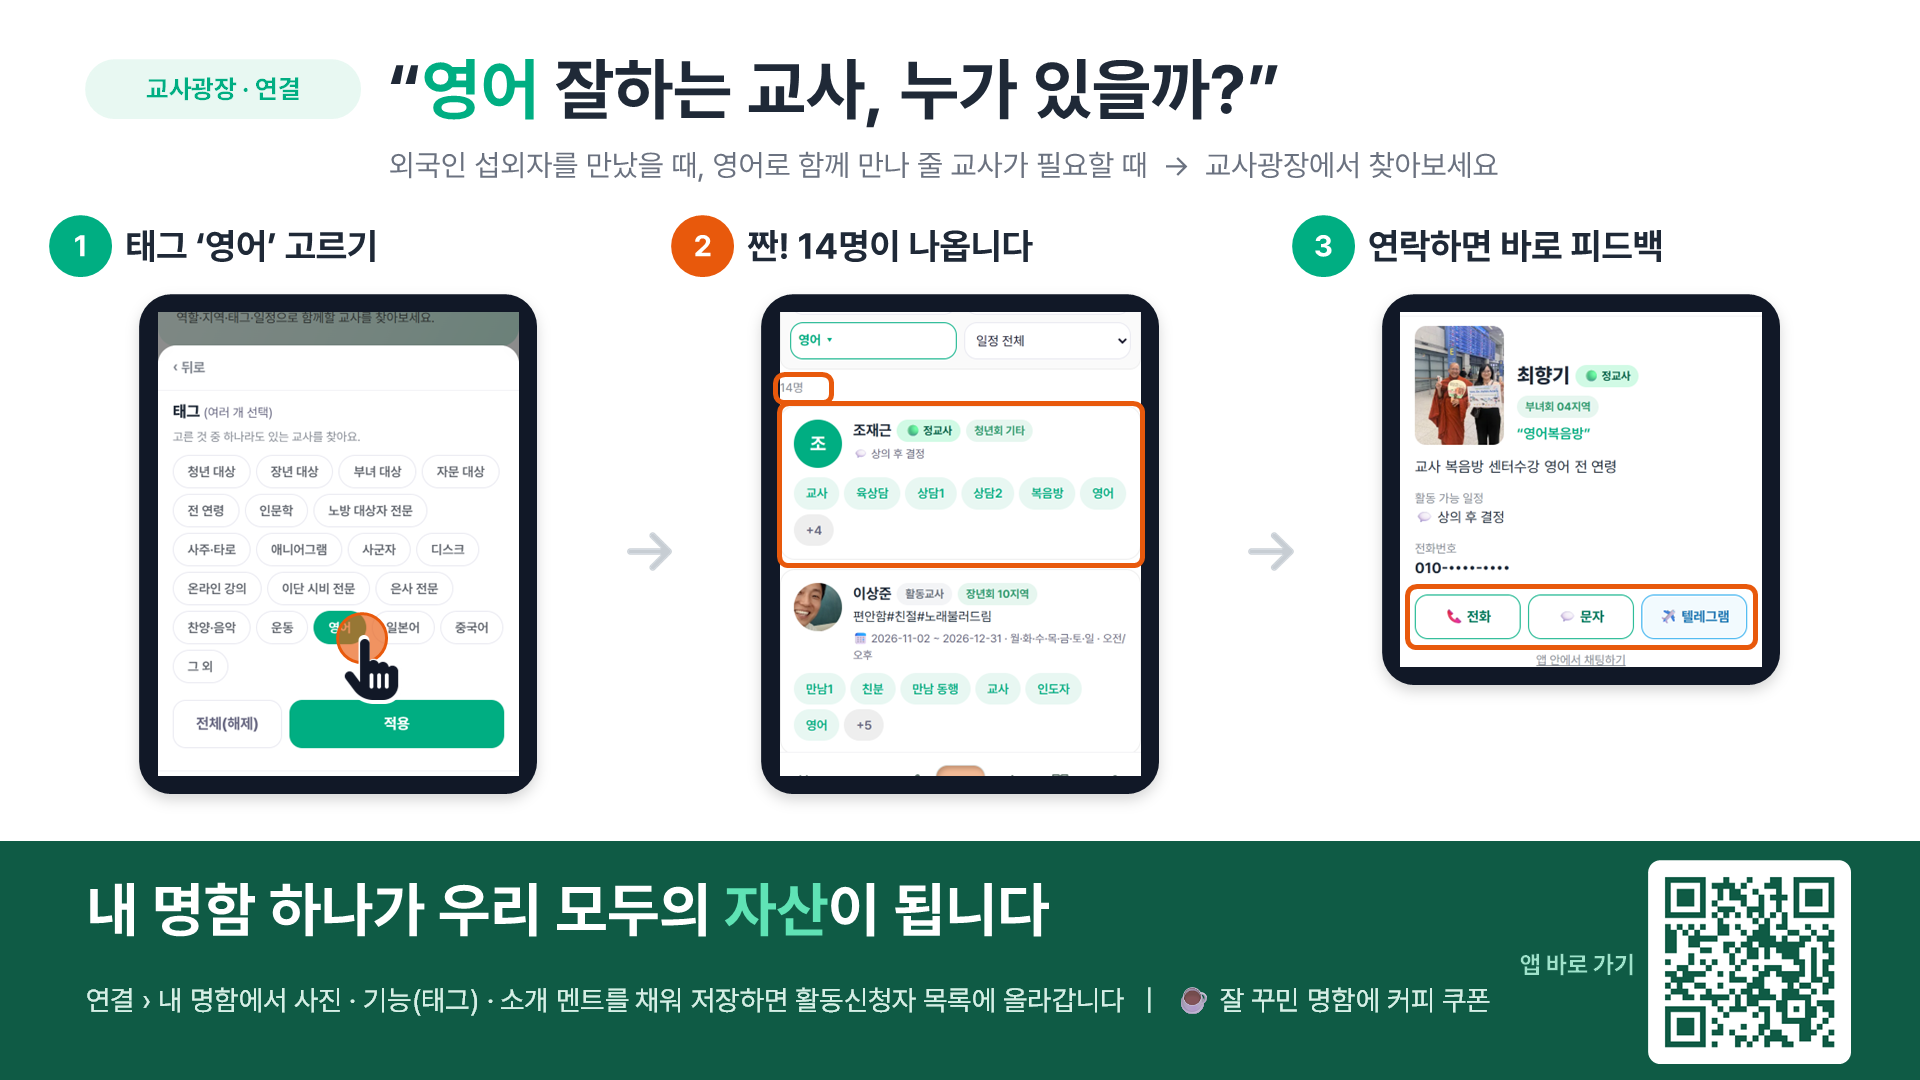 교사광장 · 연결
“영어 잘하는 교사, 누가 있을까?”
외국인 섭외자를 만났을 때, 영어로 함께 만나 줄 교사가 필요할 때 → 교사광장에서 찾아보세요
1 태그 ‘영어’ 고르기
역할·지역·태그·일정으로 함께할 교사를 찾아보세요.
‹ 뒤로
태그 (여러 개 선택)
고른 것 중 하나라도 있는 교사를 찾아요.
청년 대상 장년 대상 부녀 대상 자문 대상
전 연령 인문학 노방 대상자 전문
사주·타로 애니어그램 사군자 디스크
온라인 강의 이단 시비 전문 은사 전문
찬양·음악 운동 영어 일본어 중국어
그 외
전체(해제) 적용
2 짠! 14명이 나옵니다
영어 ▾ 일정 전체
14명
조 조재근 정교사 청년회 기타
상의 후 결정
교사 육상담 상담1 상담2 복음방 영어
+4
이상준 활동교사 장년회 10지역
편안함#친절#노래불러드림
2026-11-02 ~ 2026-12-31 · 월·화·수·목·금·토·일 · 오전/
오후
만남1 친분 만남 동행 교사 인도자
영어 +5
3 연락하면 바로 피드백
최향기 정교사
부녀회 04지역
“영어복음방”
교사 복음방 센터수강 영어 전 연령
활동 가능 일정
상의 후 결정
전화번호
010-••••-••••
전화 문자 텔레그램
앱 안에서 채팅하기
내 명함 하나가 우리 모두의 자산이 됩니다
연결 › 내 명함에서 사진 · 기능(태그) · 소개 멘트를 채워 저장하면 활동신청자 목록에 올라갑니다 | 잘 꾸민 명함에 커피 쿠폰
앱 바로 가기